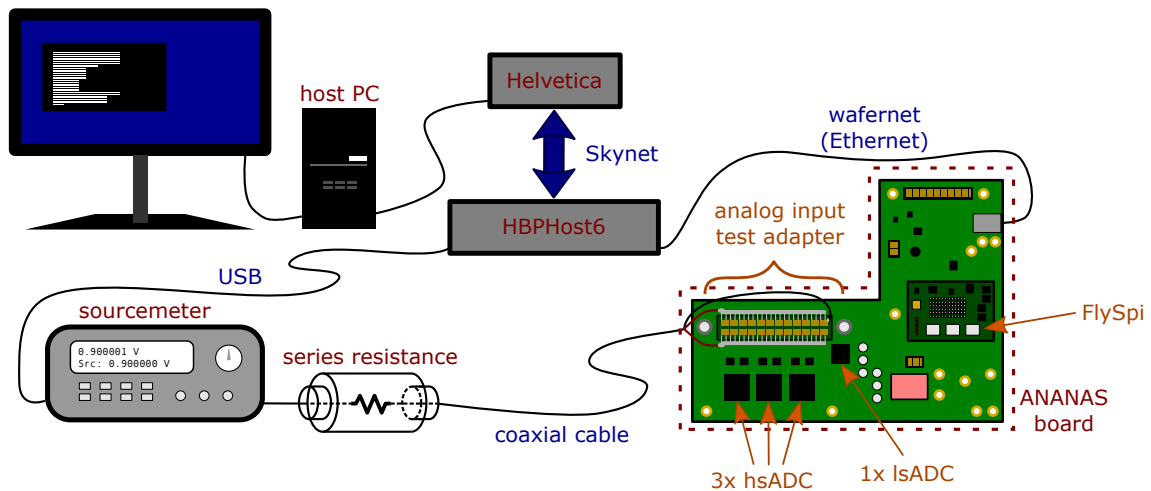 Helvetica
host PC
wafernet
(Ethernet)
Skynet
HBPHost6
analog input
test adapter
USB
sourcemeter
0.900001 V
Src: 0.900000 V
series resistance
FlySpi
ANANAS
board
coaxial cable
3x hsADC
1x lsADC